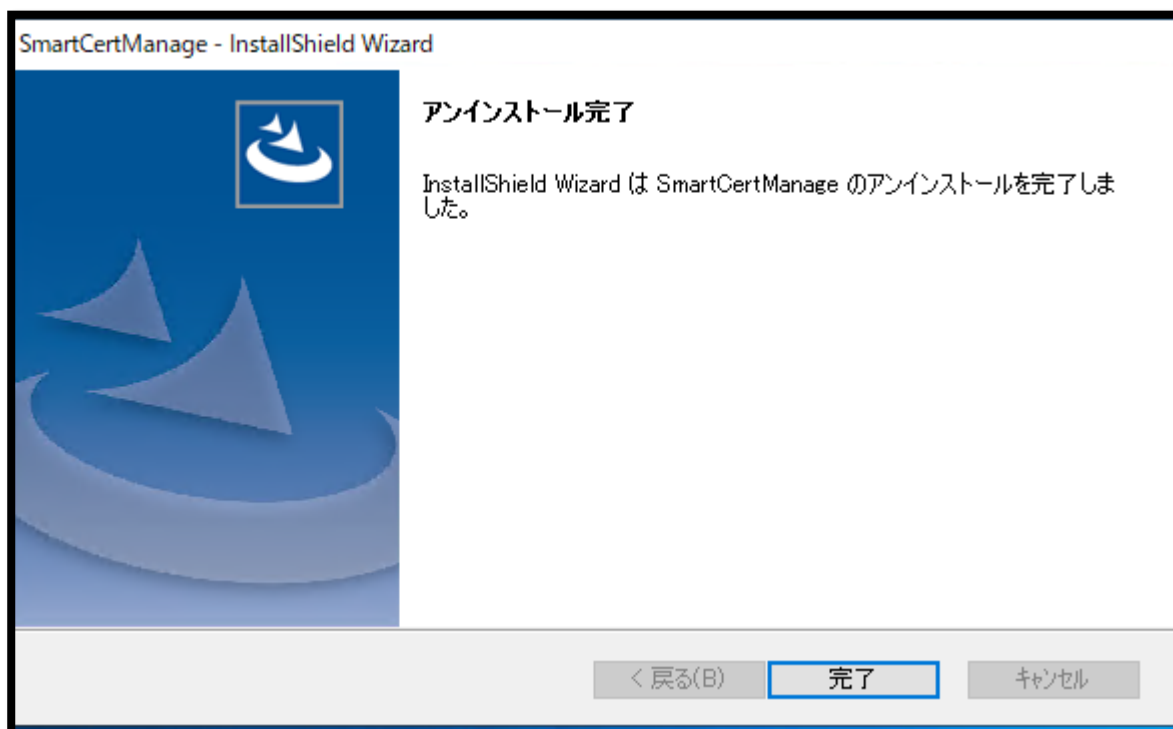 SmartCertManage - InstallShield Wizard
アンインストール完了
InstallShield Wizard は SmartCertManage のアンインストールを完了しま
した。
< 戻る(B)
完了
キャンセル